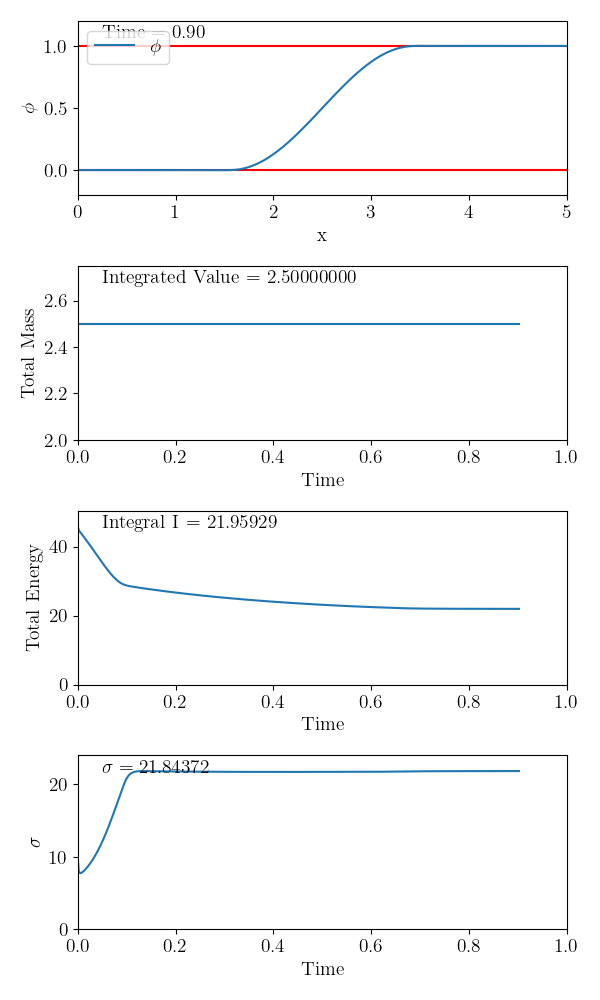 Time = 0.90
ϕ
1.0
0.5
0.0
ϕ
0 1 2 3 4 5
x
Integrated Value = 2.50000000
2.6
2.4
2.2
2.0
Total Mass
0.0 0.2 0.4 0.6 0.8 1.0
Time
Integral I = 21.95929
40
20
0
Total Energy
0.0 0.2 0.4 0.6 0.8 1.0
Time
σ = 21.84372
20
10
0
σ
0.0 0.2 0.4 0.6 0.8 1.0
Time